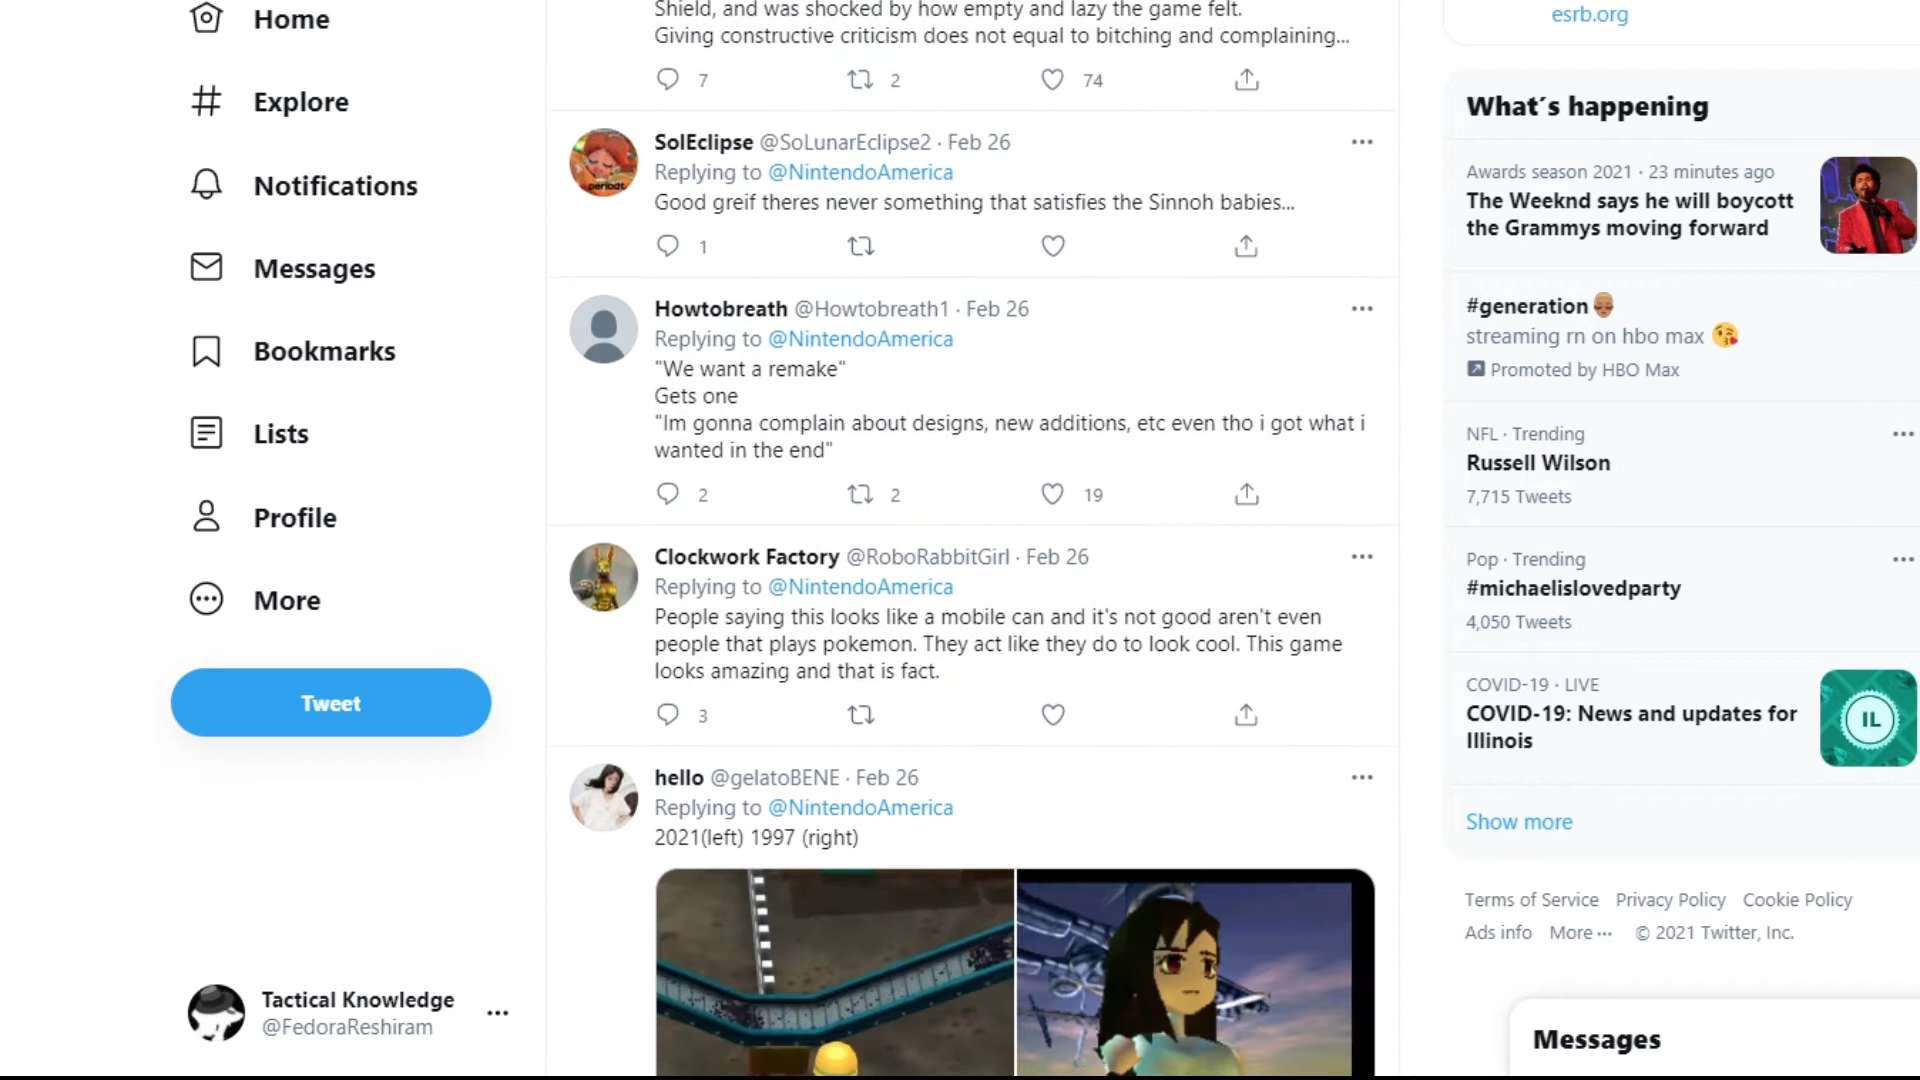 Home
Explore
Notifications
Messages
Bookmarks
Lists
Profile
More
Tweet
Tactical Knowledge
@FedoraReshiram
Shield, and was shocked by how empty and lazy the game felt.
Giving constructive criticism does not equal to bitching and complaining...
7 2 74
SolEclipse @SoLunarEclipse2 · Feb 26
Replying to @NintendoAmerica
Good greif theres never something that satisfies the Sinnoh babies...
periodt
1
Howtobreath @Howtobreath1 · Feb 26
Replying to @NintendoAmerica
"We want a remake"
Gets one
"Im gonna complain about designs, new additions, etc even tho i got what i
wanted in the end"
2 2 19
Clockwork Factory @RoboRabbitGirl · Feb 26
Replying to @NintendoAmerica
People saying this looks like a mobile can and it's not good aren't even
people that plays pokemon. They act like they do to look cool. This game
looks amazing and that is fact.
3
hello @gelatoBENE · Feb 26
Replying to @NintendoAmerica
2021(left) 1997 (right)
esrb.org
What´s happening
Awards season 2021 · 23 minutes ago
The Weeknd says he will boycott
the Grammys moving forward
#generation
streaming rn on hbo max
Promoted by HBO Max
NFL · Trending
Russell Wilson
7,715 Tweets
Pop · Trending
#michaelislovedparty
4,050 Tweets
COVID-19 · LIVE
COVID-19: News and updates for
Illinois
IL
Show more
Terms of Service Privacy Policy Cookie Policy
Ads info More ··· © 2021 Twitter, Inc.
Messages